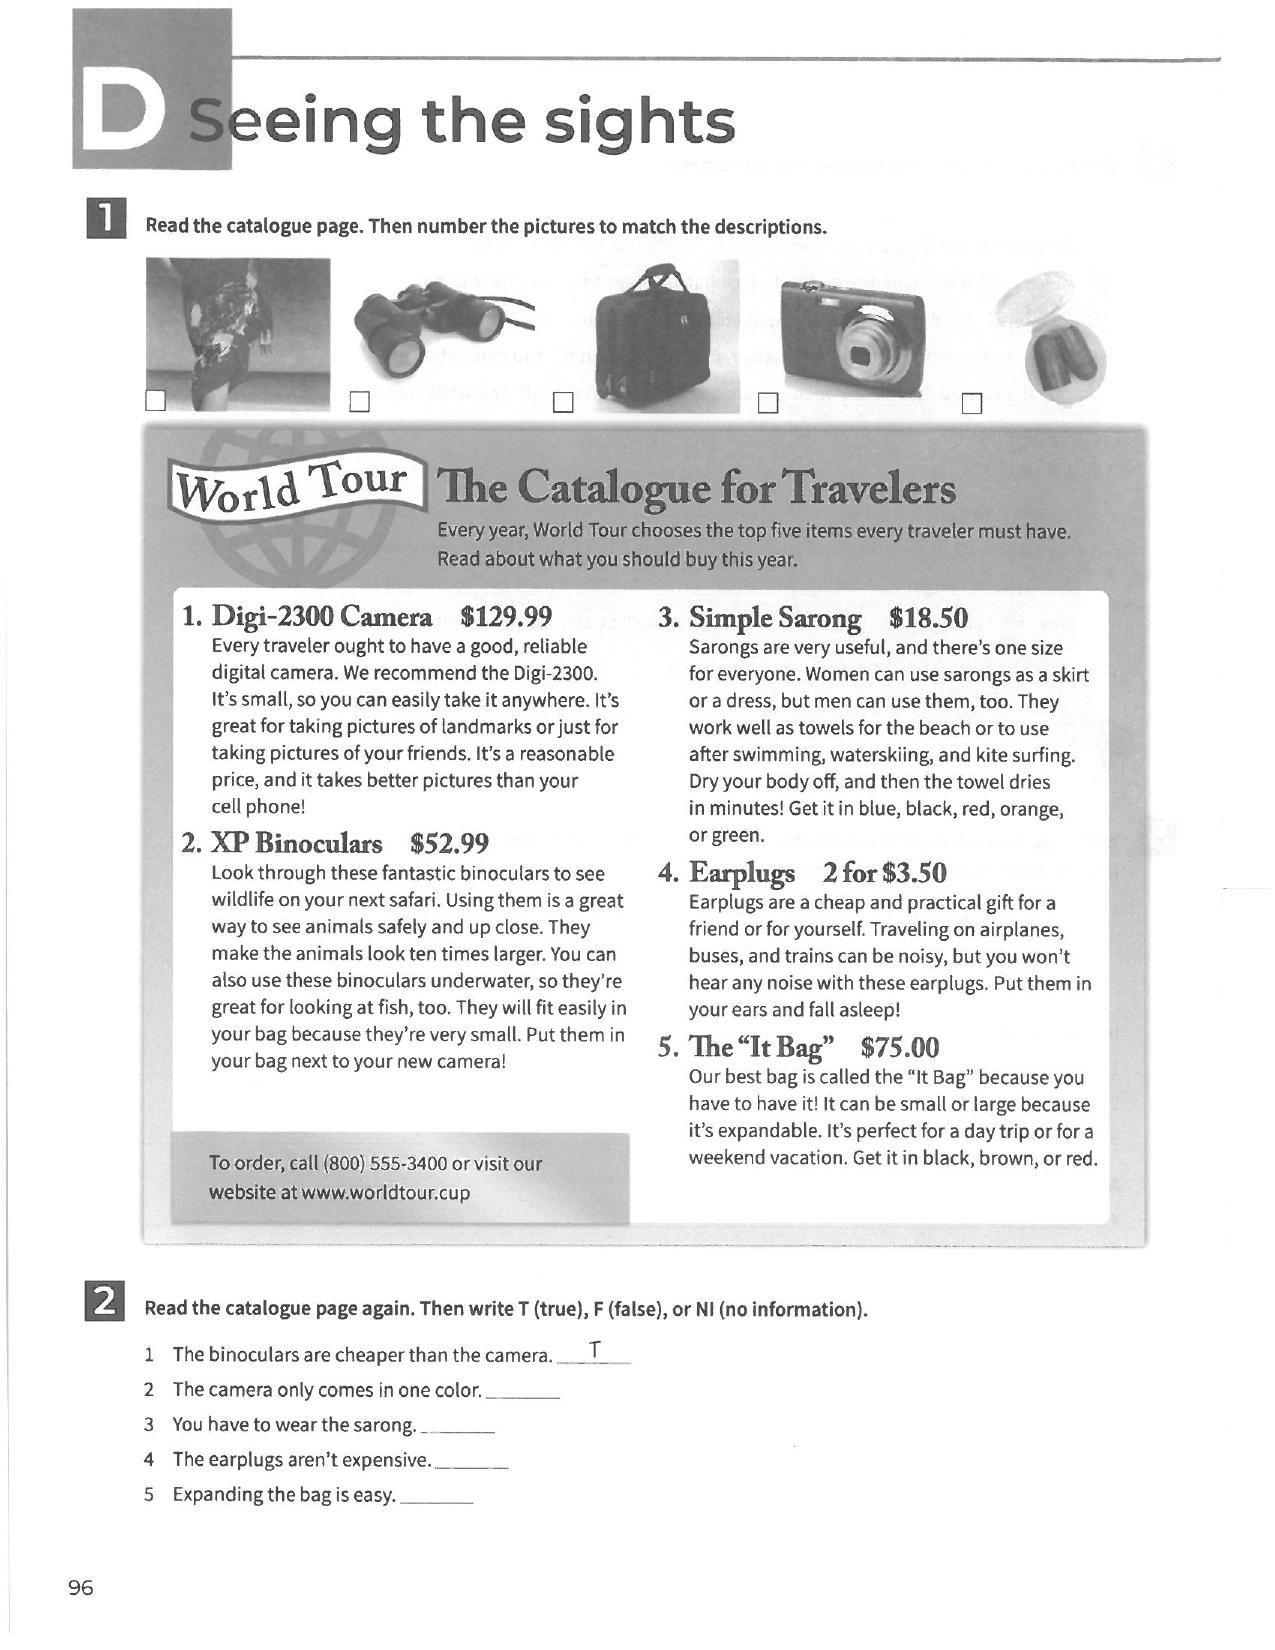 D Seeing the sights
1 Read the catalogue page. Then number the pictures to match the descriptions.
World Tour The Catalogue for Travelers
Every year, World Tour chooses the top five items every traveler must have.
Read about what you should buy this year.
1. Digi-2300 Camera $129.99
Every traveler ought to have a good, reliable
digital camera. We recommend the Digi-2300.
It's small, so you can easily take it anywhere. It's
great for taking pictures of landmarks or just for
taking pictures of your friends. It's a reasonable
price, and it takes better pictures than your
cell phone!
2. XP Binoculars $52.99
Look through these fantastic binoculars to see
wildlife on your next safari. Using them is a great
way to see animals safely and up close. They
make the animals look ten times larger. You can
also use these binoculars underwater, so they're
great for looking at fish, too. They will fit easily in
your bag because they're very small. Put them in
your bag next to your new camera!
To order, call (800) 555-3400 or visit our
website at www.worldtour.cup
3. Simple Sarong $18.50
Sarongs are very useful, and there's one size
for everyone. Women can use sarongs as a skirt
or a dress, but men can use them, too. They
work well as towels for the beach or to use
after swimming, waterskiing, and kite surfing.
Dry your body off, and then the towel dries
in minutes! Get it in blue, black, red, orange,
or green.
4. Earplugs 2 for $3.50
Earplugs are a cheap and practical gift for a
friend or for yourself. Traveling on airplanes,
buses, and trains can be noisy, but you won't
hear any noise with these earplugs. Put them in
your ears and fall asleep!
5. The "It Bag" $75.00
Our best bag is called the "It Bag" because you
have to have it! It can be small or large because
it's expandable. It's perfect for a day trip or for a
weekend vacation. Get it in black, brown, or red.
2 Read the catalogue page again. Then write T (true), F (false), or NI (no information).
1 The binoculars are cheaper than the camera. T
2 The camera only comes in one color.
3 You have to wear the sarong.
4 The earplugs aren't expensive.
5 Expanding the bag is easy.
96